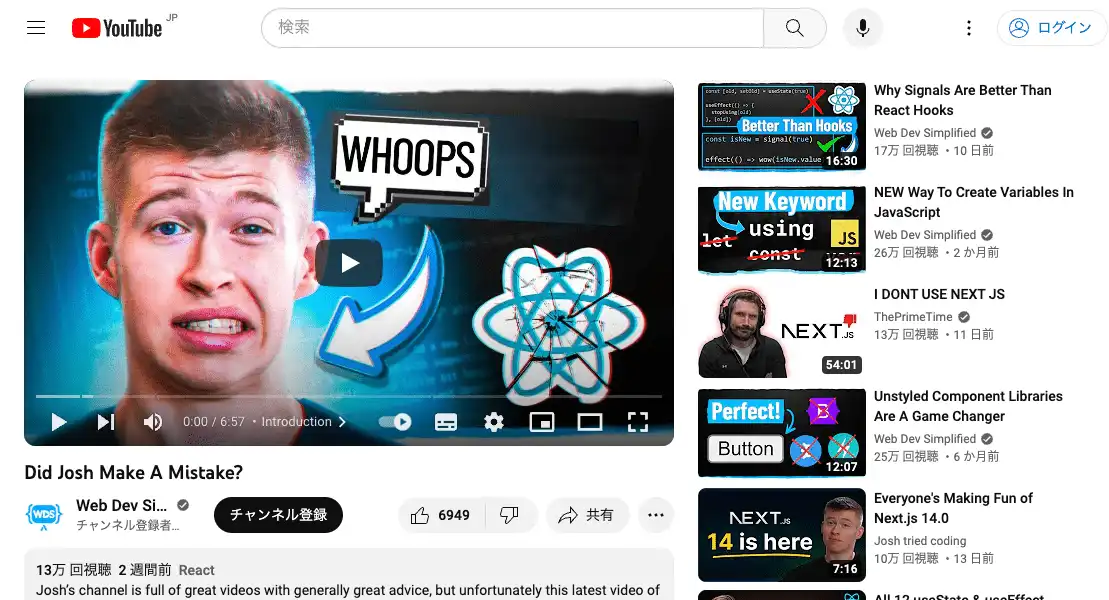 YouTube JP
検索
ログイン
WHOOPS
0:00 / 6:57 • Introduction
Did Josh Make A Mistake?
WDS
Web Dev Si...
チャンネル登録者...
チャンネル登録
6949
共有
13万 回視聴 2 週間前 React
Josh's channel is full of great videos with generally great advice, but unfortunately this latest video of
const [old, setOld] = useState(true)
useEffect(() => {
stopUsing(old)
}, [old])
Better Than Hooks
const isNew = signal(true)
effect(() => wow(isNew.value
16:30
Why Signals Are Better Than
React Hooks
Web Dev Simplified
17万 回視聴 • 10 日前
New Keyword
let
using
const
JS
12:13
NEW Way To Create Variables In
JavaScript
Web Dev Simplified
26万 回視聴 • 2 か月前
NEXT.JS
54:01
I DONT USE NEXT JS
ThePrimeTime
13万 回視聴 • 11 日前
Perfect!
B
Button
12:07
Unstyled Component Libraries
Are A Game Changer
Web Dev Simplified
25万 回視聴 • 6 か月前
NEXT.JS
14 is here
7:16
Everyone's Making Fun of
Next.js 14.0
Josh tried coding
10万 回視聴 • 13 日前
All 12 useState & useEffect